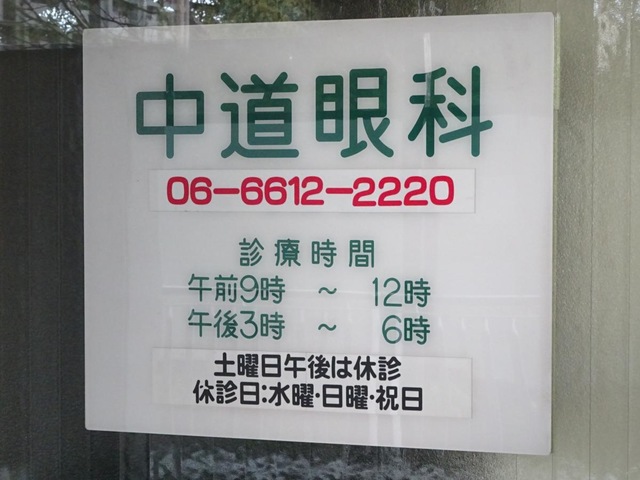 中道眼科
06-6612-2220
診療時間
午前9時 ～ 12時
午後3時 ～ 6時
土曜日午後は休診
休診日:水曜･日曜･祝日